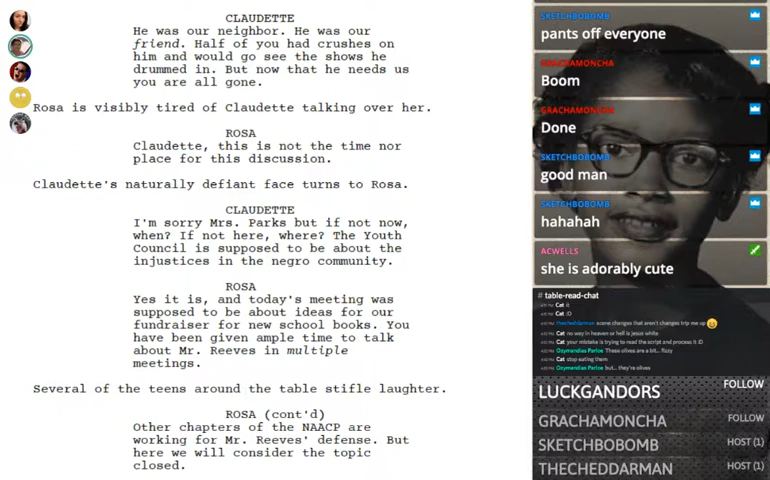 CLAUDETTE
He was our neighbor. He was our
friend. Half of you had crushes on
him and would go see the shows he
drummed in. But now that he needs us
you are all gone.
Rosa is visibly tired of Claudette talking over her.
ROSA
Claudette, this is not the time nor
place for this discussion.
Claudette's naturally defiant face turns to Rosa.
CLAUDETTE
I'm sorry Mrs. Parks but if not now,
when? If not here, where? The Youth
Council is supposed to be about the
injustices in the negro community.
ROSA
Yes it is, and today's meeting was
supposed to be about ideas for our
fundraiser for new school books. You
have been given ample time to talk
about Mr. Reeves in multiple
meetings.
Several of the teens around the table stifle laughter.
ROSA (cont'd)
Other chapters of the NAACP are
working for Mr. Reeves' defense. But
here we will consider the topic
closed.
SKETCHBOBOMB
pants off everyone
GRACHAMONCHA
Boom
GRACHAMONCHA
Done
SKETCHBOBOMB
good man
SKETCHBOBOMB
hahahah
ACWELLS
she is adorably cute
# table-read-chat
Cat it
Cat :O
thecheddarman scene changes that aren't changes trip me up
Cat no way in heaven or hell is jesus white
Cat your mistake is trying to read the script and process it :D
Ozymandias Parloe These olives are a bit... fizzy
Cat stop eating them
Ozymandias Parloe but... they're olives
LUCKGANDORS FOLLOW
GRACHAMONCHA FOLLOW
SKETCHBOBOMB HOST (1)
THECHEDDARMAN HOST (1)